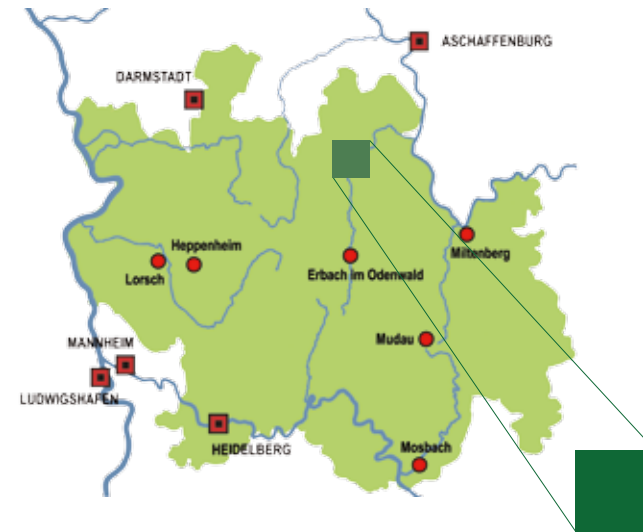 ASCHAFFENBURG
DARMSTADT
Heppenheim
Miltenberg
Lorsch
Erbach im Odenwald
Mudau
MANNHEIM
LUDWIGSHAFEN
HEIDELBERG
Mosbach